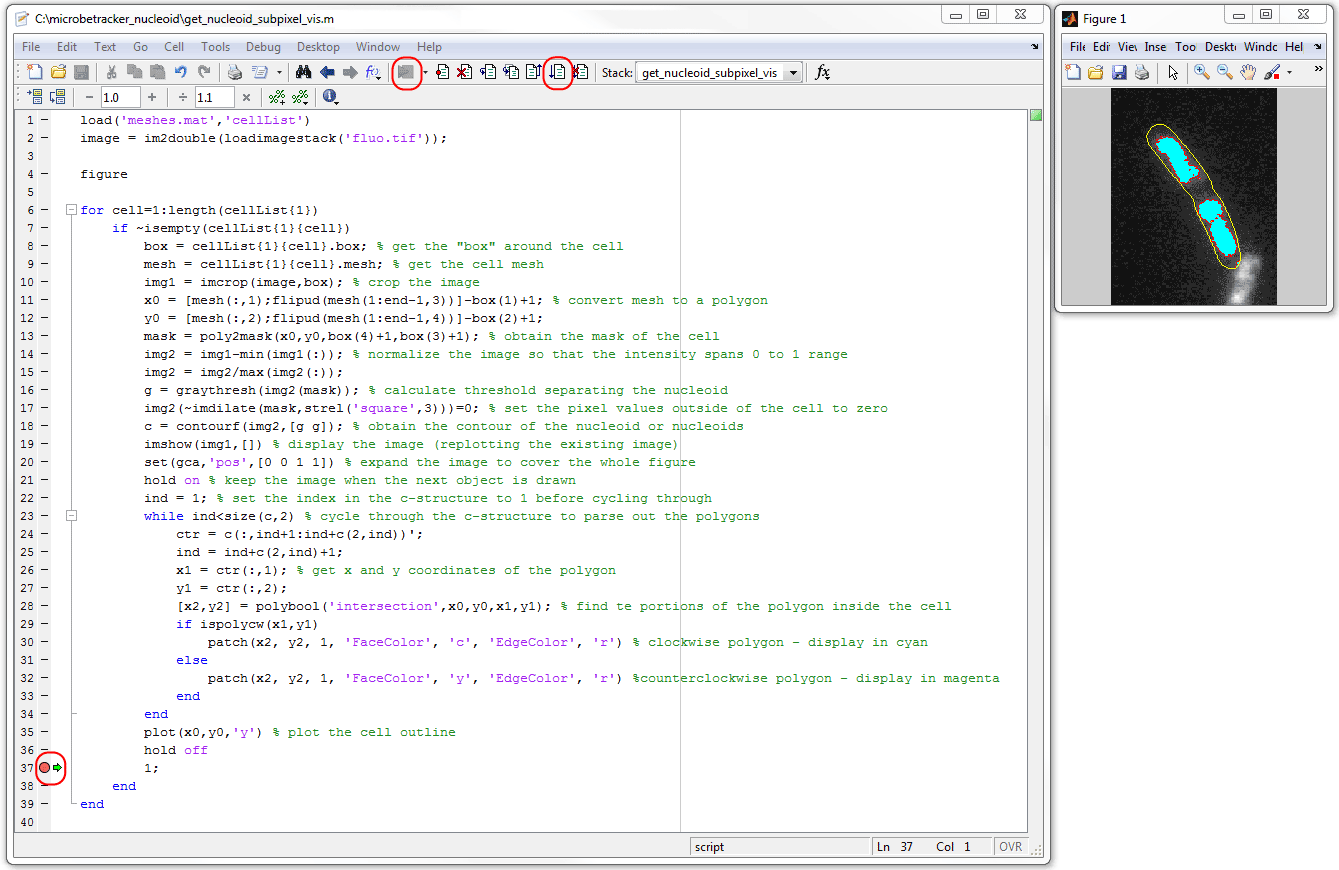 C:\microbetracker_nucleoid\get_nucleoid_subpixel_vis.m
File Edit Text Go Cell Tools Debug Desktop Window Help
Stack: get_nucleoid_subpixel_vis fx
− 1.0 + ÷ 1.1 ×
1 load('meshes.mat','cellList')
2 image = im2double(loadimagestack('fluo.tif'));
3
4 figure
5
6 for cell=1:length(cellList{1})
7 if ~isempty(cellList{1}{cell})
8 box = cellList{1}{cell}.box; % get the "box" around the cell
9 mesh = cellList{1}{cell}.mesh; % get the cell mesh
10 img1 = imcrop(image,box); % crop the image
11 x0 = [mesh(:,1);flipud(mesh(1:end-1,3))]-box(1)+1; % convert mesh to a polygon
12 y0 = [mesh(:,2);flipud(mesh(1:end-1,4))]-box(2)+1;
13 mask = poly2mask(x0,y0,box(4)+1,box(3)+1); % obtain the mask of the cell
14 img2 = img1-min(img1(:)); % normalize the image so that the intensity spans 0 to 1 range
15 img2 = img2/max(img2(:));
16 g = graythresh(img2(mask)); % calculate threshold separating the nucleoid
17 img2(~imdilate(mask,strel('square',3)))=0; % set the pixel values outside of the cell to zero
18 c = contourf(img2,[g g]); % obtain the contour of the nucleoid or nucleoids
19 imshow(img1,[]) % display the image (replotting the existing image)
20 set(gca,'pos',[0 0 1 1]) % expand the image to cover the whole figure
21 hold on % keep the image when the next object is drawn
22 ind = 1; % set the index in the c-structure to 1 before cycling through
23 while ind<size(c,2) % cycle through the c-structure to parse out the polygons
24 ctr = c(:,ind+1:ind+c(2,ind))';
25 ind = ind+c(2,ind)+1;
26 x1 = ctr(:,1); % get x and y coordinates of the polygon
27 y1 = ctr(:,2);
28 [x2,y2] = polybool('intersection',x0,y0,x1,y1); % find te portions of the polygon inside the cell
29 if ispolycw(x1,y1)
30 patch(x2, y2, 1, 'FaceColor', 'c', 'EdgeColor', 'r') % clockwise polygon - display in cyan
31 else
32 patch(x2, y2, 1, 'FaceColor', 'y', 'EdgeColor', 'r') %counterclockwise polygon - display in magenta
33 end
34 end
35 plot(x0,y0,'y') % plot the cell outline
36 hold off
37 1;
38 end
39 end
40
script Ln 37 Col 1 OVR
Figure 1
File Edit View Inse Too Deskt Windc Hel